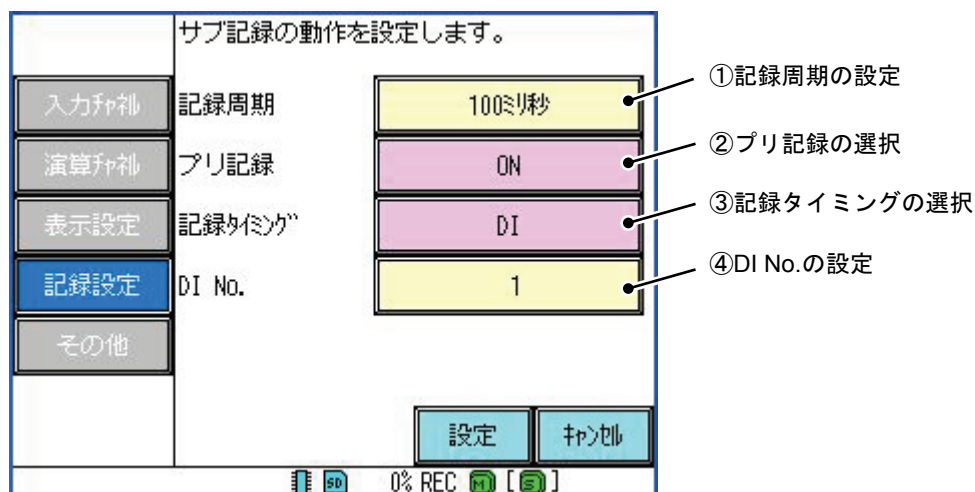 サブ記録の動作を設定します。
入力ﾁｬﾈﾙ
演算ﾁｬﾈﾙ
表示設定
記録設定
その他
記録周期 100ﾐﾘ秒
プリ記録 ON
記録ﾀｲﾐﾝｸﾞ DI
DI No. 1
設定 ｷｬﾝｾﾙ
SD 0% REC M [S]
①記録周期の設定
②プリ記録の選択
③記録タイミングの選択
④DI No.の設定